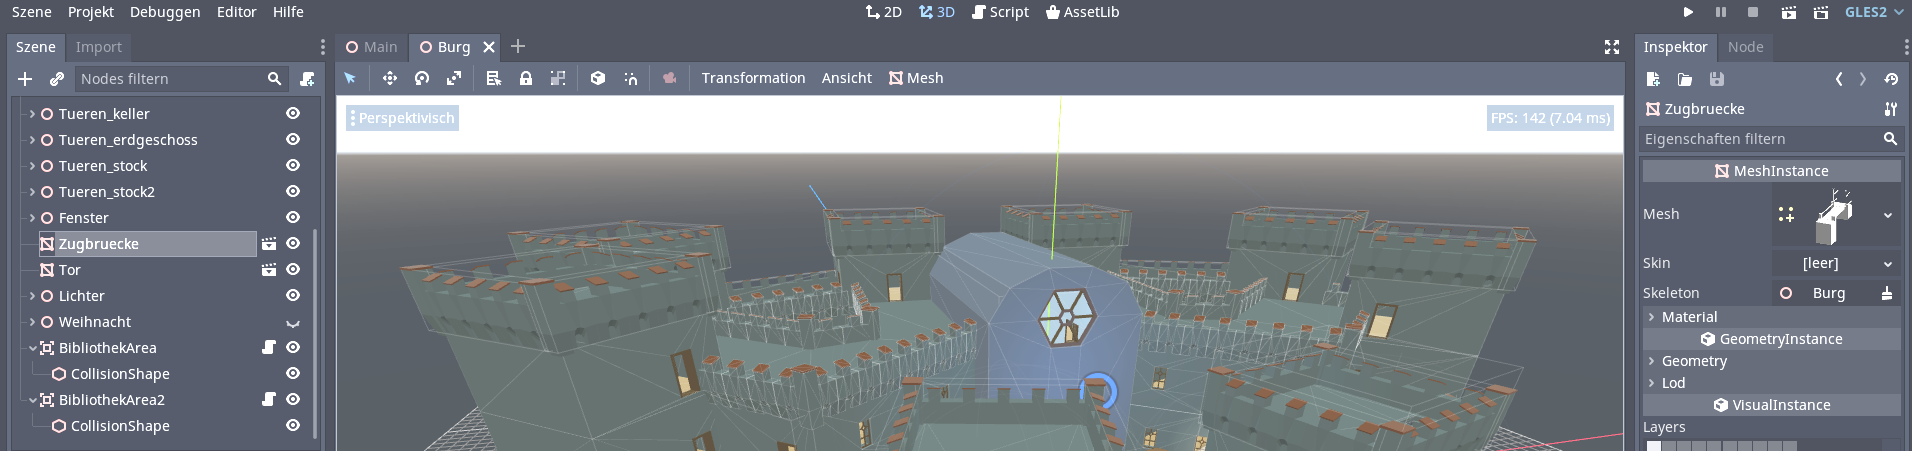 Szene Projekt Debuggen Editor Hilfe 2D 3D Script AssetLib GLES2
Szene Import Main Burg Inspektor Node
Nodes filtern Transformation Ansicht Mesh
Perspektivisch FPS: 142 (7.04 ms)
Tueren_keller
Tueren_erdgeschoss
Tueren_stock
Tueren_stock2
Fenster
Zugbruecke
Tor
Lichter
Weihnacht
BibliothekArea
CollisionShape
BibliothekArea2
CollisionShape
Zugbruecke
Eigenschaften filtern
MeshInstance
Mesh
Skin [leer]
Skeleton Burg
Material
GeometryInstance
Geometry
Lod
VisualInstance
Layers